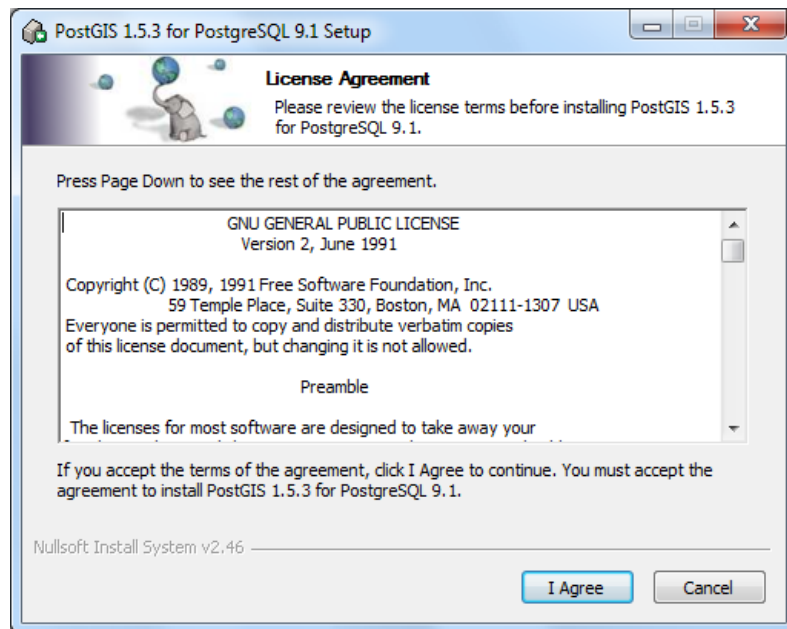 PostGIS 1.5.3 for PostgreSQL 9.1 Setup
License Agreement
Please review the license terms before installing PostGIS 1.5.3
for PostgreSQL 9.1.
Press Page Down to see the rest of the agreement.
GNU GENERAL PUBLIC LICENSE
Version 2, June 1991
Copyright (C) 1989, 1991 Free Software Foundation, Inc.
59 Temple Place, Suite 330, Boston, MA 02111-1307 USA
Everyone is permitted to copy and distribute verbatim copies
of this license document, but changing it is not allowed.
Preamble
The licenses for most software are designed to take away your
If you accept the terms of the agreement, click I Agree to continue. You must accept the
agreement to install PostGIS 1.5.3 for PostgreSQL 9.1.
Nullsoft Install System v2.46
I Agree
Cancel